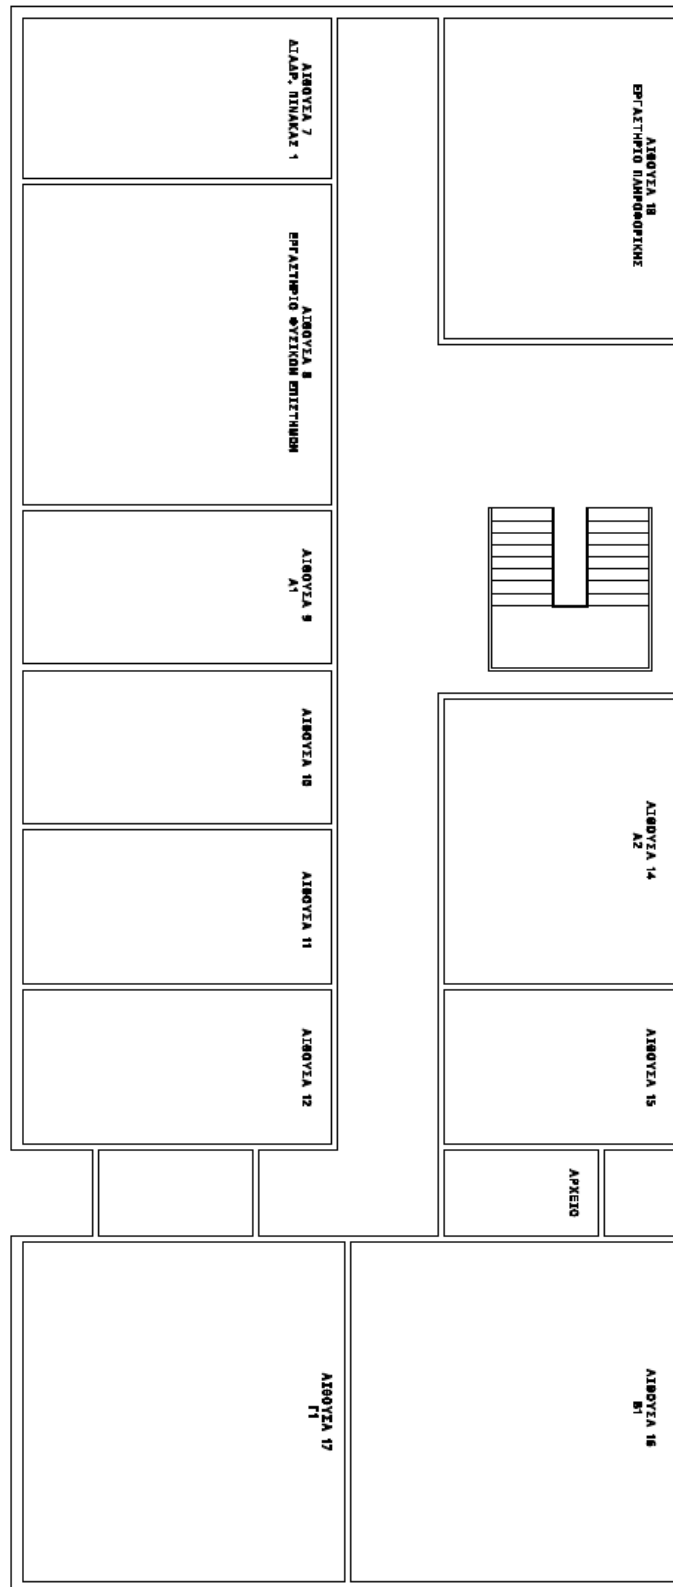 ΑΙΘΟΥΣΑ 7
ΔΙΑΔΡ. ΠΙΝΑΚΑΣ 1
ΑΙΘΟΥΣΑ 8
ΕΡΓΑΣΤΗΡΙΟ ΦΥΣΙΚΩΝ ΕΠΙΣΤΗΜΩΝ
ΑΙΘΟΥΣΑ 9
Α1
ΑΙΘΟΥΣΑ 10
ΑΙΘΟΥΣΑ 11
ΑΙΘΟΥΣΑ 12
ΑΙΘΟΥΣΑ 17
Γ1
ΑΙΘΟΥΣΑ
ΕΡΓΑΣΤΗΡΙΟ ΠΛΗΡΟΦΟΡΙΚΗΣ
ΑΙΘΟΥΣΑ 14
Α2
ΑΙΘΟΥΣΑ 15
ΑΡΧΕΙΟ
ΑΙΘΟΥΣΑ 16
Β1